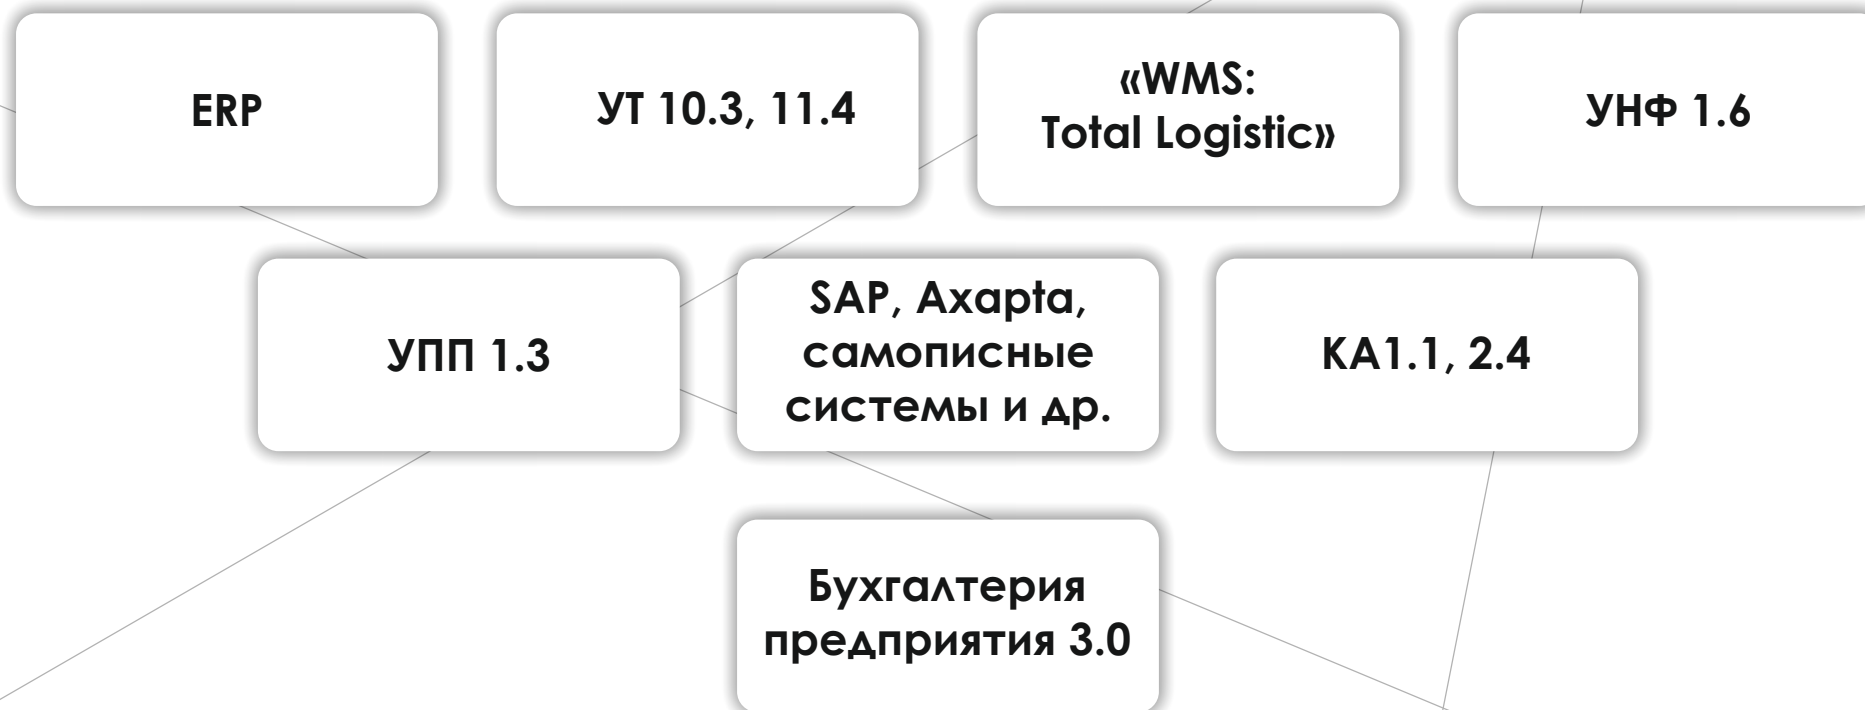 ERP
УТ 10.3, 11.4
«WMS:
Total Logistic»
УНФ 1.6
УПП 1.3
SAP, Axapta,
самописные
системы и др.
КА1.1, 2.4
Бухгалтерия
предприятия 3.0